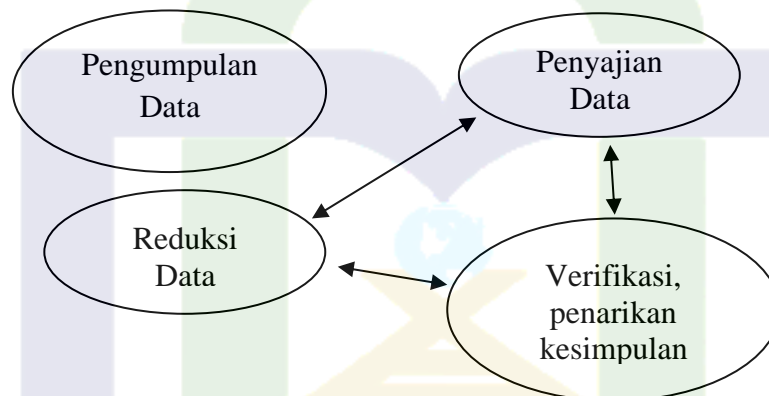 Pengumpulan
Data
Penyajian
Data
Reduksi
Data
Verifikasi,
penarikan
kesimpulan